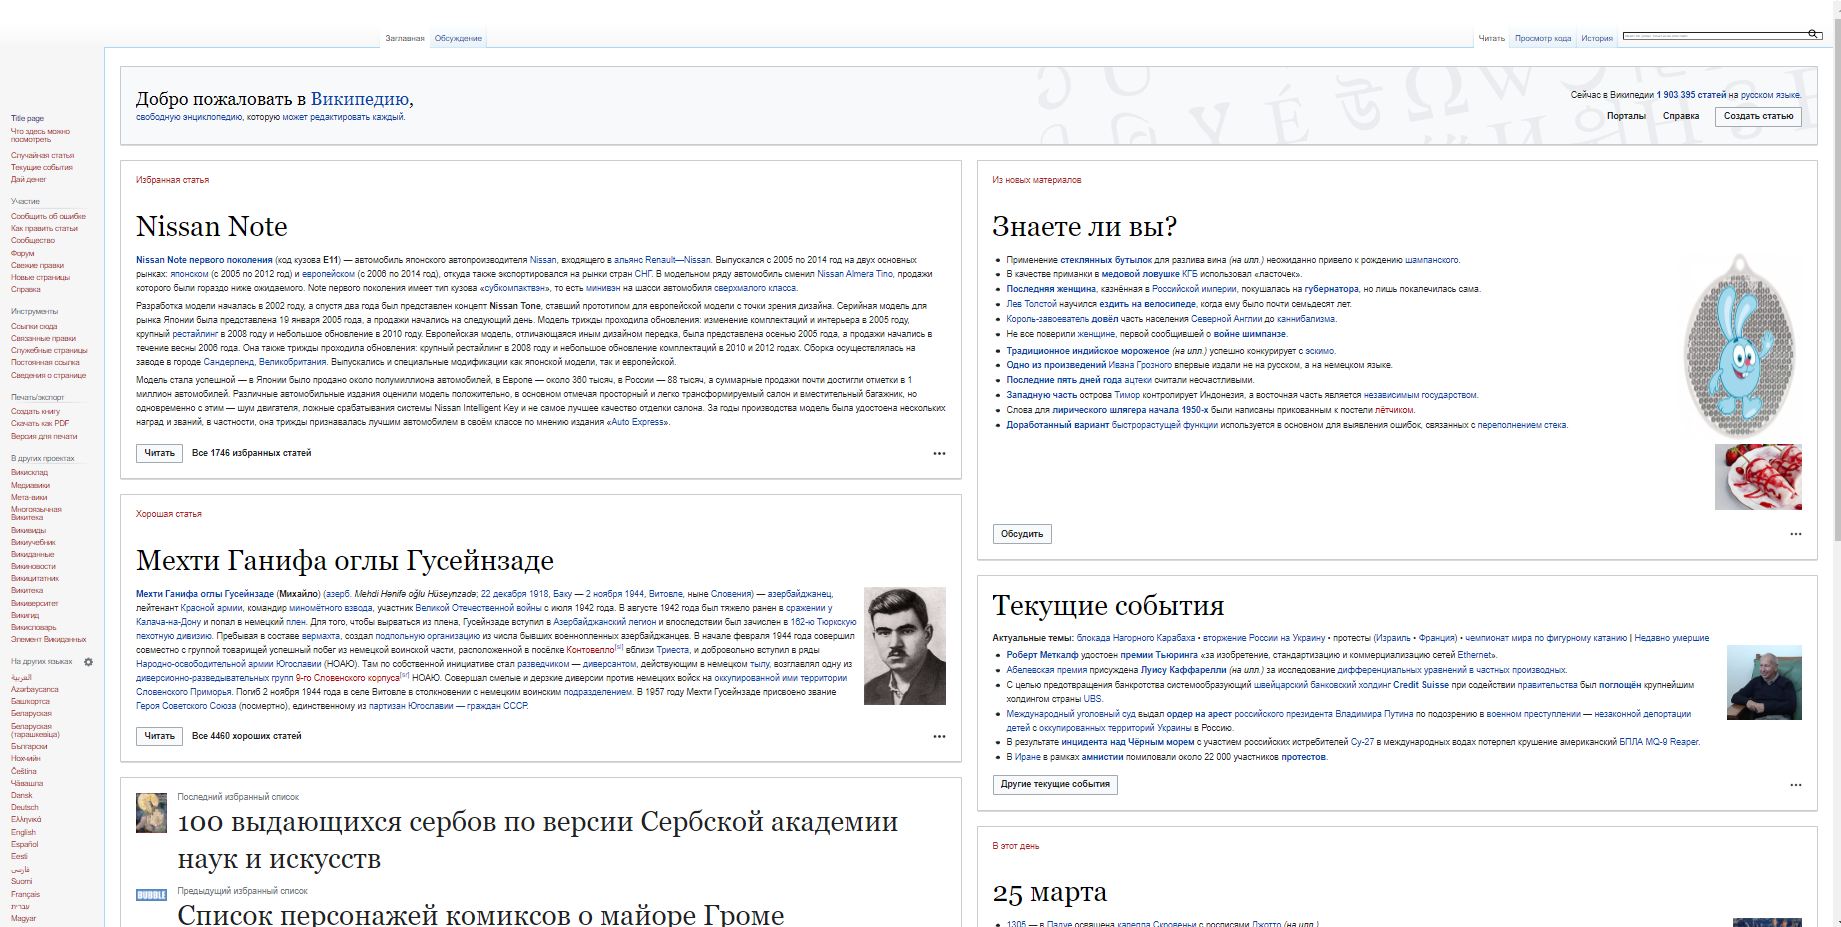 Заглавная
Обсуждение
Читать
Просмотр кода
История
Title page
Что здесь можно
посмотреть
Случайная статья
Текущие события
Дай денег
Участие
Сообщить об ошибке
Как править статьи
Сообщество
Форум
Свежие правки
Новые страницы
Справка
Инструменты
Ссылки сюда
Связанные правки
Служебные страницы
Постоянная ссылка
Сведения о странице
Печать/экспорт
Создать книгу
Скачать как PDF
Версия для печати
В других проектах
Викисклад
Медиавики
Мета-вики
Многоязычная
Викитека
Викивиды
Викиучебник
Викиданные
Викиновости
Викицитатник
Викитека
Викиверситет
Викигид
Викисловарь
Элемент Викиданных
На других языках
العربية
Azərbaycanca
Башҡортса
Беларуская
Беларуская
(тарашкевіца)
Български
Нохчийн
Čeština
Чӑвашла
Dansk
Deutsch
Ελληνικά
English
Español
Eesti
فارسی
Suomi
Français
עברית
Magyar
Добро пожаловать в Википедию,
свободную энциклопедию, которую может редактировать каждый.
Сейчас в Википедии 1 903 395 статей на русском языке.
Порталы Справка Создать статью
Избранная статья
Nissan Note
Nissan Note первого поколения (код кузова E11) — автомобиль японского автопроизводителя Nissan, входящего в альянс Renault—Nissan. Выпускался с 2005 по 2014 год на двух основных
рынках: японском (с 2005 по 2012 год) и европейском (с 2006 по 2014 год), откуда также экспортировался на рынки стран СНГ. В модельном ряду автомобиль сменил Nissan Almera Tino, продажи
которого были гораздо ниже ожидаемого. Note первого поколения имеет тип кузова «субкомпактвэн», то есть минивэн на шасси автомобиля сверхмалого класса.
Разработка модели началась в 2002 году, а спустя два года был представлен концепт Nissan Tone, ставший прототипом для европейской модели с точки зрения дизайна. Серийная модель для
рынка Японии была представлена 19 января 2005 года, а продажи начались на следующий день. Модель трижды проходила обновления: изменение комплектаций и интерьера в 2005 году,
крупный рестайлинг в 2008 году и небольшое обновление в 2010 году. Европейская модель, отличающаяся иным дизайном передка, была представлена осенью 2005 года, а продажи начались в
течение весны 2006 года. Она также трижды проходила обновления: крупный рестайлинг в 2008 году и небольшое обновление комплектаций в 2010 и 2012 годах. Сборка осуществлялась на
заводе в городе Сандерленд, Великобритания. Выпускались и специальные модификации как японской модели, так и европейской.
Модель стала успешной — в Японии было продано около полумиллиона автомобилей, в Европе — около 360 тысяч, в России — 88 тысяч, а суммарные продажи почти достигли отметки в 1
миллион автомобилей. Различные автомобильные издания оценили модель положительно, в основном отмечая просторный и легко трансформируемый салон и вместительный багажник, но
одновременно с этим — шум двигателя, ложные срабатывания системы Nissan Intelligent Key и не самое лучшее качество отделки салона. За годы производства модель была удостоена нескольких
наград и званий, в частности, она трижды признавалась лучшим автомобилем в своём классе по мнению издания «Auto Express».
Читать Все 1746 избранных статей
Хорошая статья
Мехти Ганифа оглы Гусейнзаде
Мехти Ганифа оглы Гусейнзаде (Михайло) (азерб. Mehdi Hənifə oğlu Hüseynzadə; 22 декабря 1918, Баку — 2 ноября 1944, Витовле, ныне Словения) — азербайджанец,
лейтенант Красной армии, командир миномётного взвода, участник Великой Отечественной войны с июля 1942 года. В августе 1942 года был тяжело ранен в сражении у
Калача-на-Дону и попал в немецкий плен. Для того, чтобы вырваться из плена, Гусейнзаде вступил в Азербайджанский легион и впоследствии был зачислен в 162-ю Тюркскую
пехотную дивизию. Пребывая в составе вермахта, создал подпольную организацию из числа бывших военнопленных азербайджанцев. В начале февраля 1944 года совершил
совместно с группой товарищей успешный побег из немецкой воинской части, расположенной в посёлке Контовелло[sl] вблизи Триеста, и добровольно вступил в ряды
Народно-освободительной армии Югославии (НОАЮ). Там по собственной инициативе стал разведчиком — диверсантом, действующим в немецком тылу, возглавлял одну из
диверсионно-разведывательных групп 9-го Словенского корпуса[sl] НОАЮ. Совершал смелые и дерзкие диверсии против немецких войск на оккупированной ими территории
Словенского Приморья. Погиб 2 ноября 1944 года в селе Витовле в столкновении с немецким воинским подразделением. В 1957 году Мехти Гусейнзаде присвоено звание
Героя Советского Союза (посмертно), единственному из партизан Югославии — граждан СССР.
Читать Все 4460 хороших статей
Последний избранный список
100 выдающихся сербов по версии Сербской академии
наук и искусств
BUBBLE
Предыдущий избранный список
Список персонажей комиксов о майоре Громе
Из новых материалов
Знаете ли вы?
Применение стеклянных бутылок для разлива вина (на илл.) неожиданно привело к рождению шампанского.
В качестве приманки в медовой ловушке КГБ использовал «ласточек».
Последняя женщина, казнённая в Российской империи, покушалась на губернатора, но лишь покалечилась сама.
Лев Толстой научился ездить на велосипеде, когда ему было почти семьдесят лет.
Король-завоеватель довёл часть населения Северной Англии до каннибализма.
Не все поверили женщине, первой сообщившей о войне шимпанзе.
Традиционное индийское мороженое (на илл.) успешно конкурирует с эскимо.
Одно из произведений Ивана Грозного впервые издали не на русском, а на немецком языке.
Последние пять дней года ацтеки считали несчастливыми.
Западную часть острова Тимор контролирует Индонезия, а восточная часть является независимым государством.
Слова для лирического шлягера начала 1950-х были написаны прикованным к постели лётчиком.
Доработанный вариант быстрорастущей функции используется в основном для выявления ошибок, связанных с переполнением стека.
Обсудить
Текущие события
Актуальные темы: блокада Нагорного Карабаха • вторжение России на Украину • протесты (Израиль • Франция) • чемпионат мира по фигурному катанию | Недавно умершие
Роберт Меткалф удостоен премии Тьюринга «за изобретение, стандартизацию и коммерциализацию сетей Ethernet».
Абелевская премия присуждена Луису Каффарелли (на илл.) за исследование дифференциальных уравнений в частных производных.
С целью предотвращения банкротства системообразующий швейцарский банковский холдинг Credit Suisse при содействии правительства был поглощён крупнейшим
холдингом страны UBS.
Международный уголовный суд выдал ордер на арест российского президента Владимира Путина по подозрению в военном преступлении — незаконной депортации
детей с оккупированных территорий Украины в Россию.
В результате инцидента над Чёрным морем с участием российских истребителей Су-27 в международных водах потерпел крушение американский БПЛА MQ-9 Reaper.
В Иране в рамках амнистии помиловали около 22 000 участников протестов.
Другие текущие события
В этот день
25 марта
1305 — в Падуе освящена капелла Скровеньи с росписями Джотто (на илл.)